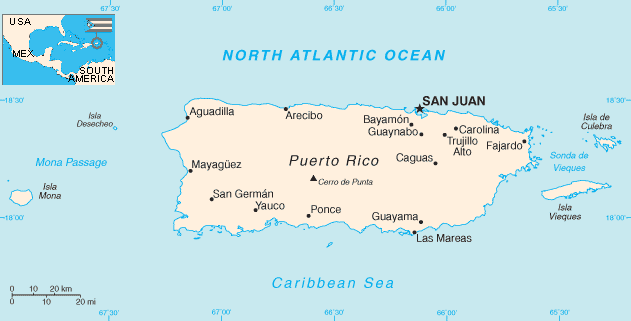 67°30'
67°00'
66°30'
66°00'
65°30'
USA
MEX
SOUTH
AMERICA
NORTH ATLANTIC OCEAN
18°30'
18°30'
SAN JUAN
Aguadilla
Arecibo
Bayamón
Guaynabo
Carolina
Trujillo
Alto
Fajardo
Isla
Desecheo
Isla de
Culebra
Mona Passage
Mayagüez
Puerto Rico
Caguas
Sonda de
Vieques
Cerro de Punta
Isla
Mona
San Germán
Yauco
Ponce
Guayama
Las Mareas
Isla
Vieques
18°00'
18°00'
Caribbean Sea
0 10 20 km
0 10 20 mi
67°30'
67°00'
66°30'
66°00'
65°30'